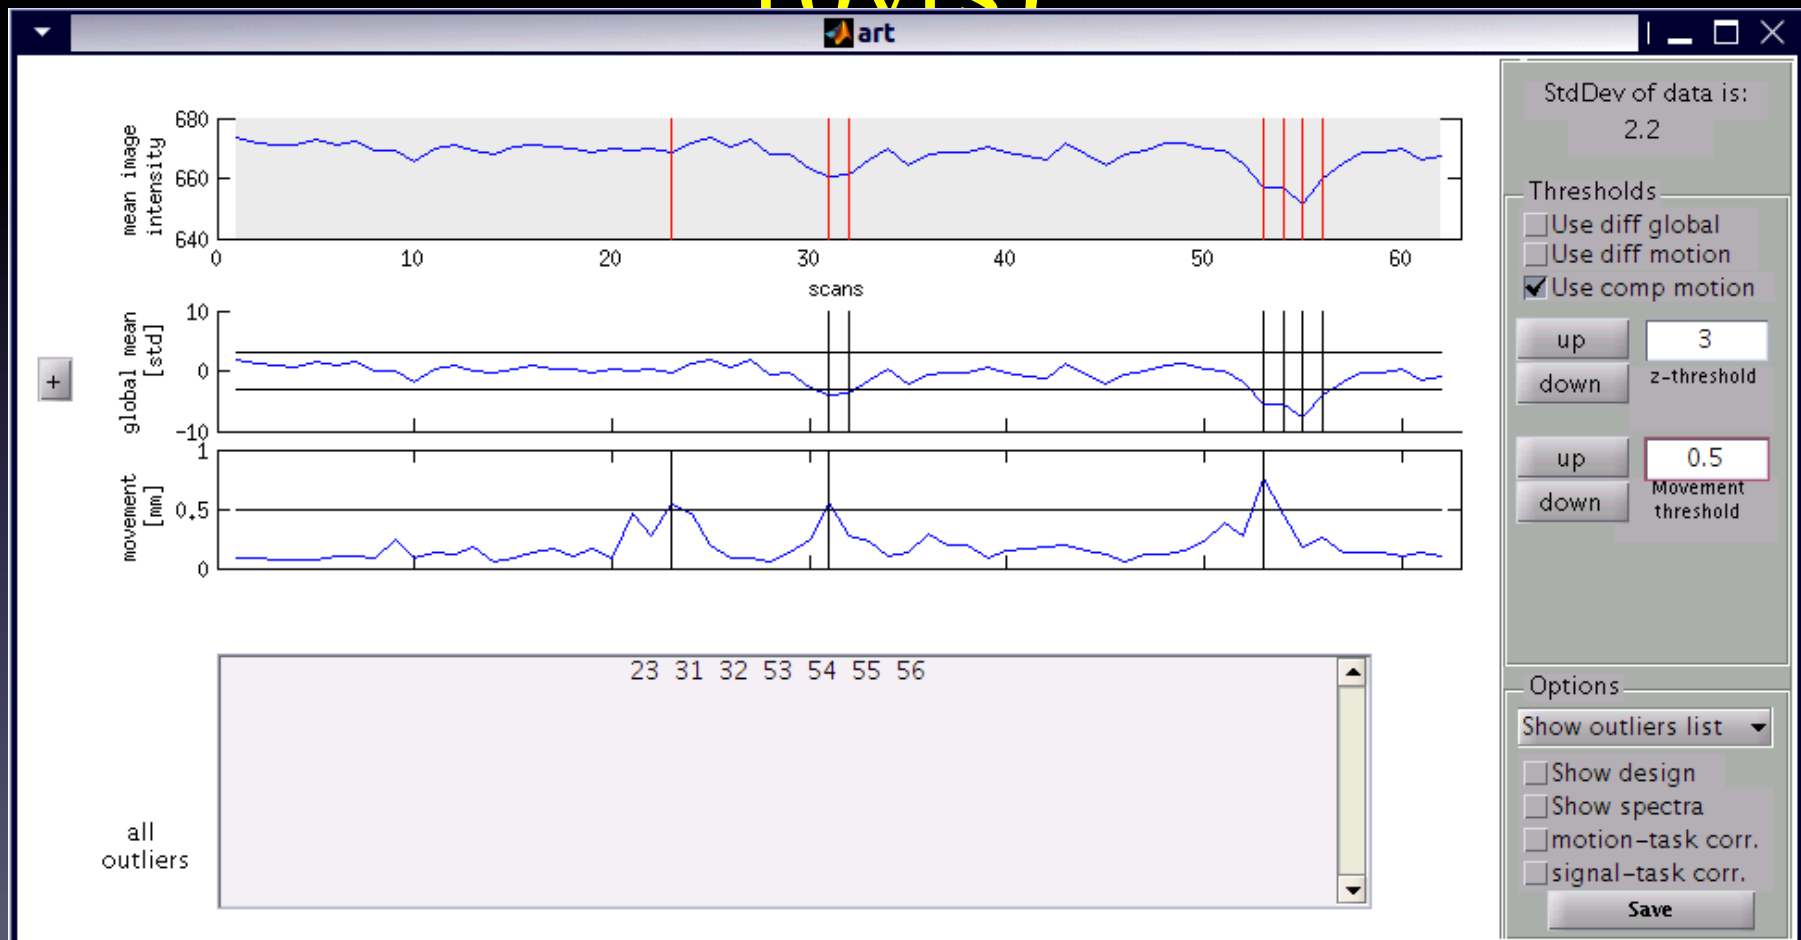 art
680
660
640
mean image
intensity
0 10 20 30 40 50 60
scans
10
0
-10
global mean
[std]
1
0.5
0
movement
[mm]
+
23 31 32 53 54 55 56
all
outliers
StdDev of data is:
2.2
Thresholds
Use diff global
Use diff motion
Use comp motion
up 3
down z-threshold
up 0.5
down Movement
threshold
Options
Show outliers list
Show design
Show spectra
motion-task corr.
signal-task corr.
Save